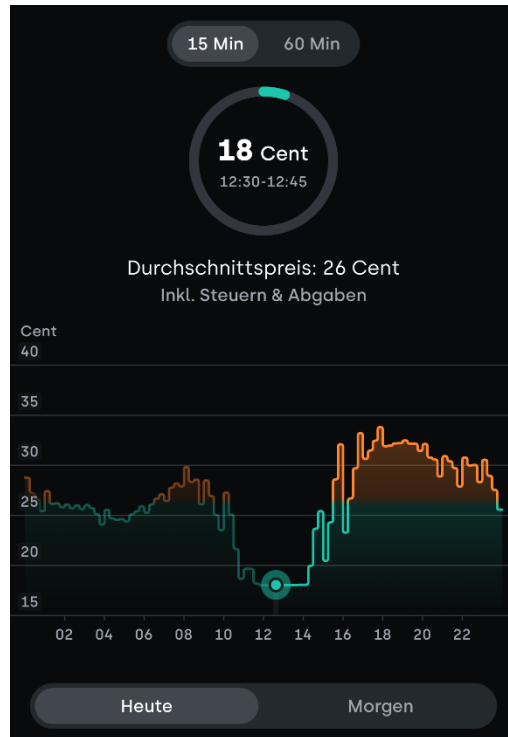 15 Min 60 Min
18 Cent
12:30-12:45
Durchschnittspreis: 26 Cent
Inkl. Steuern & Abgaben
Cent
40
35
30
25
20
15
02 04 06 08 10 12 14 16 18 20 22
Heute Morgen